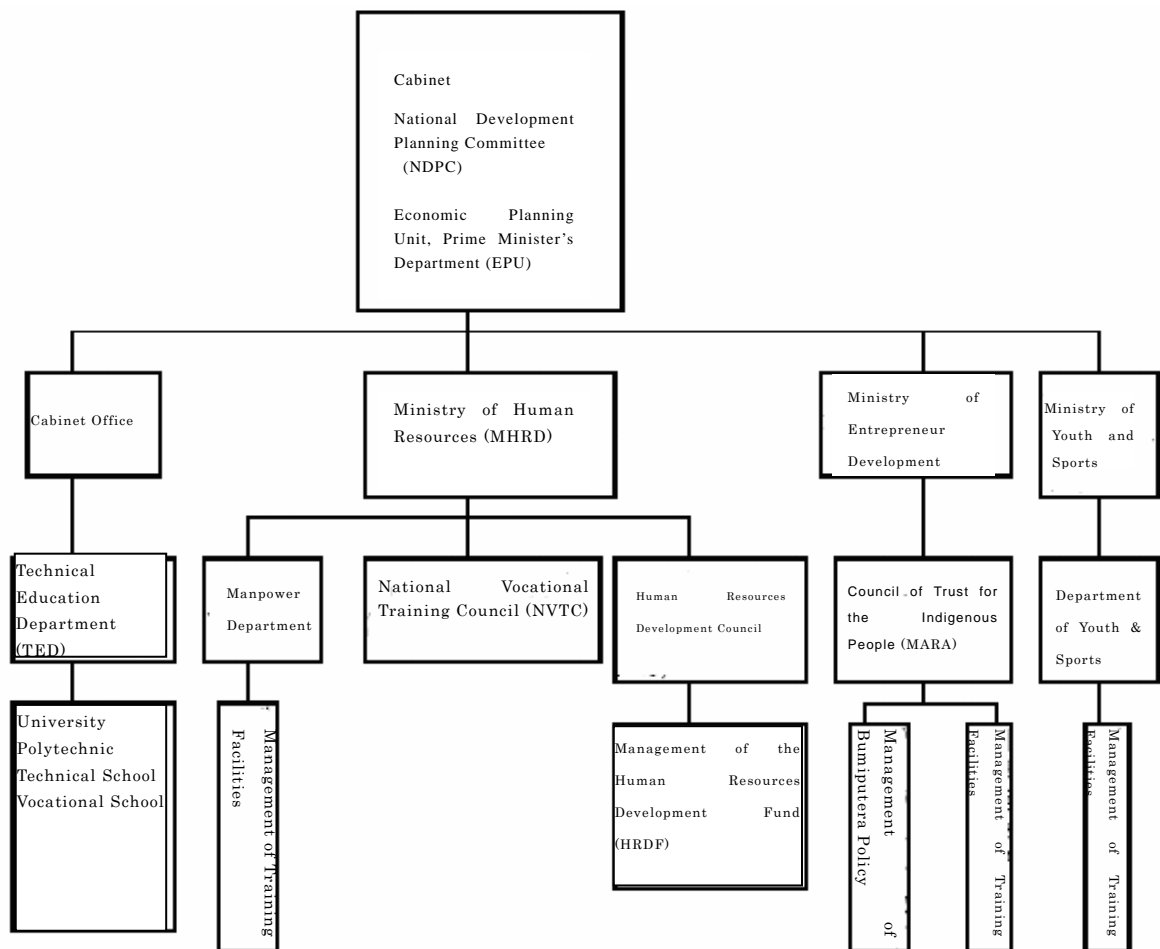 Cabinet
National Development
Planning Committee
(NDPC)
Economic Planning
Unit, Prime Minister's
Department (EPU)
Cabinet Office
Ministry of Human
Resources (MHRD)
Ministry of
Entrepreneur
Development
Ministry of
Youth and
Sports
Technical
Education
Department
(TED)
Manpower
Department
National Vocational
Training Council (NVTC)
Human Resources
Development Council
Council of Trust for
the Indigenous
People (MARA)
Department
of Youth &
Sports
University
Polytechnic
Technical School
Vocational School
Management of Training
Facilities
Management of the
Human Resources
Development Fund
(HRDF)
Management of
Bumiputera Policy
Management of Training
Facilities
Management of Training
Facilities